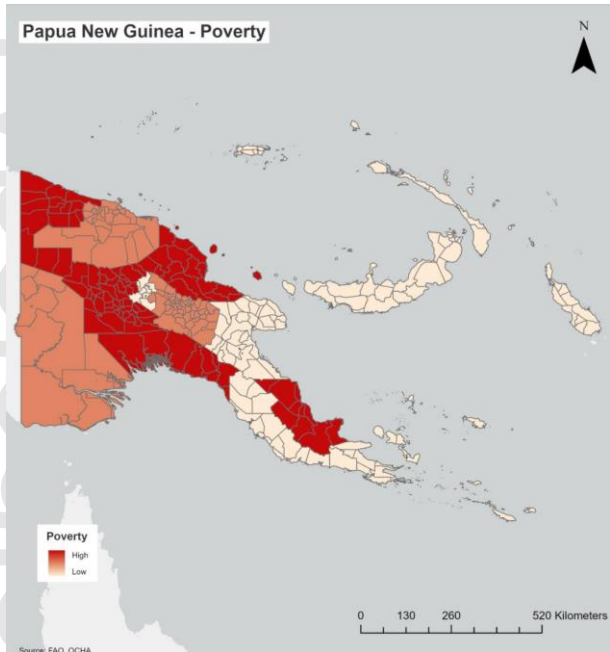 Papua New Guinea - Poverty
N
Poverty
High
Low
0 130 260 520 Kilometers
Source: FAO, OCHA